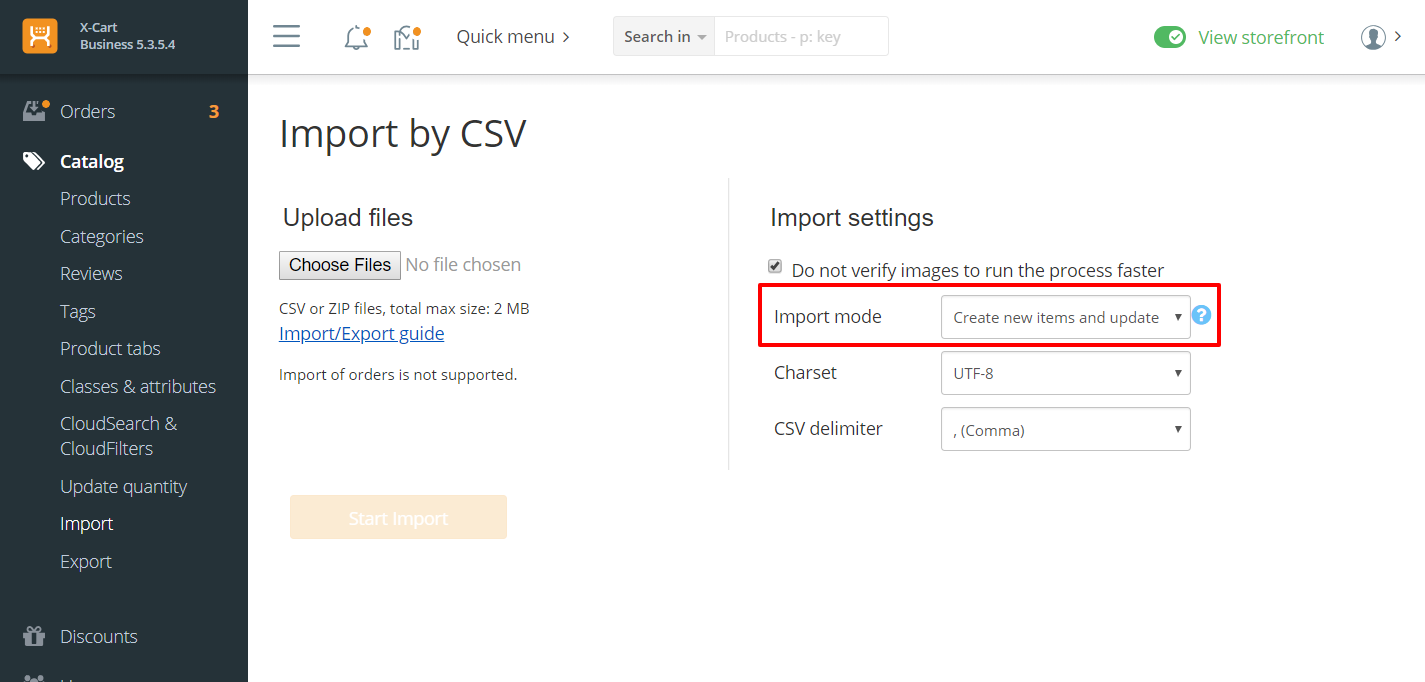 X-Cart
Business 5.3.5.4
Quick menu
Search in
Products - p: key
View storefront
Orders 3
Catalog
Products
Categories
Reviews
Tags
Product tabs
Classes & attributes
CloudSearch &
CloudFilters
Update quantity
Import
Export
Discounts
Import by CSV
Upload files
Choose Files No file chosen
CSV or ZIP files, total max size: 2 MB
Import/Export guide
Import of orders is not supported.
Start Import
Import settings
Do not verify images to run the process faster
Import mode Create new items and update ?
Charset UTF-8
CSV delimiter , (Comma)